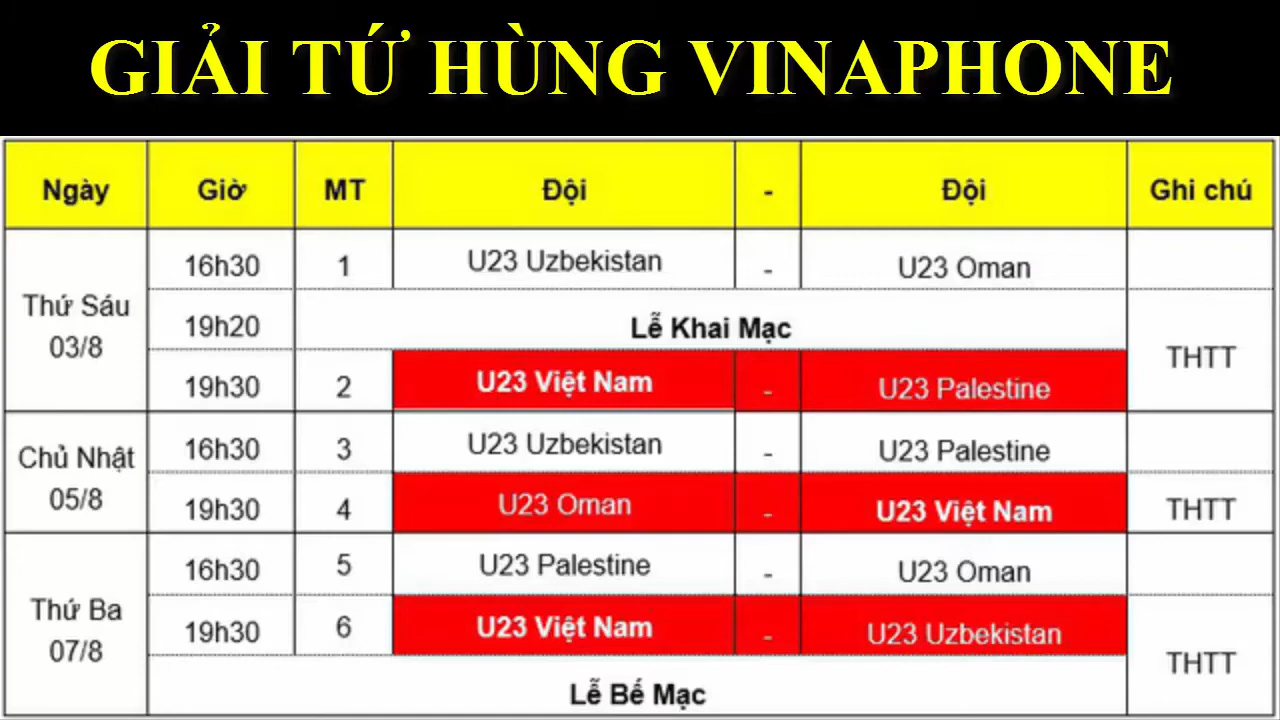 GIẢI TỨ HÙNG VINAPHONE
Ngày Giờ MT Đội - Đội Ghi chú
Thứ Sáu
03/8
16h30 1 U23 Uzbekistan - U23 Oman
19h20 Lễ Khai Mạc
19h30 2 U23 Việt Nam - U23 Palestine
THTT
Chủ Nhật
05/8
16h30 3 U23 Uzbekistan - U23 Palestine
19h30 4 U23 Oman - U23 Việt Nam THTT
Thứ Ba
07/8
16h30 5 U23 Palestine - U23 Oman
19h30 6 U23 Việt Nam - U23 Uzbekistan
THTT
Lễ Bế Mạc